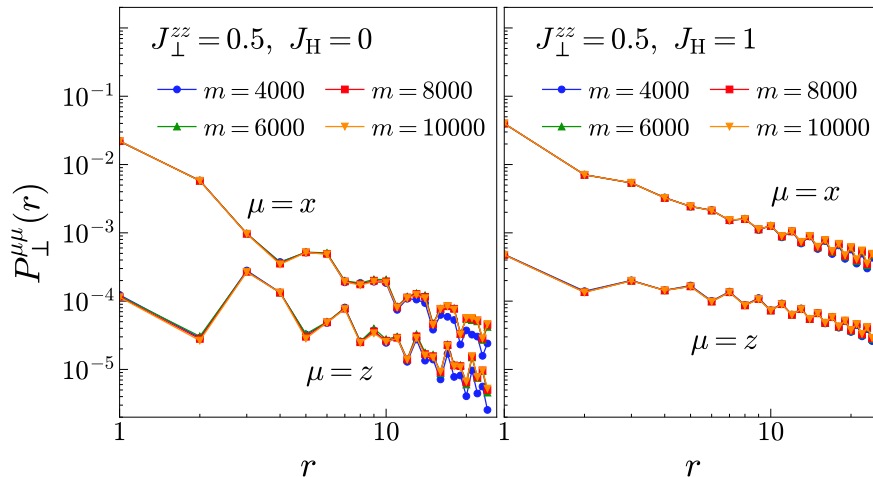 J⊥^{zz} = 0.5, J_H = 0
m = 4000
m = 8000
m = 6000
m = 10000
μ = x
μ = z
J⊥^{zz} = 0.5, J_H = 1
m = 4000
m = 8000
m = 6000
m = 10000
μ = x
μ = z
P⊥^{μμ}(r)
10^{-1}
10^{-2}
10^{-3}
10^{-4}
10^{-5}
1
10
1
10
r
r